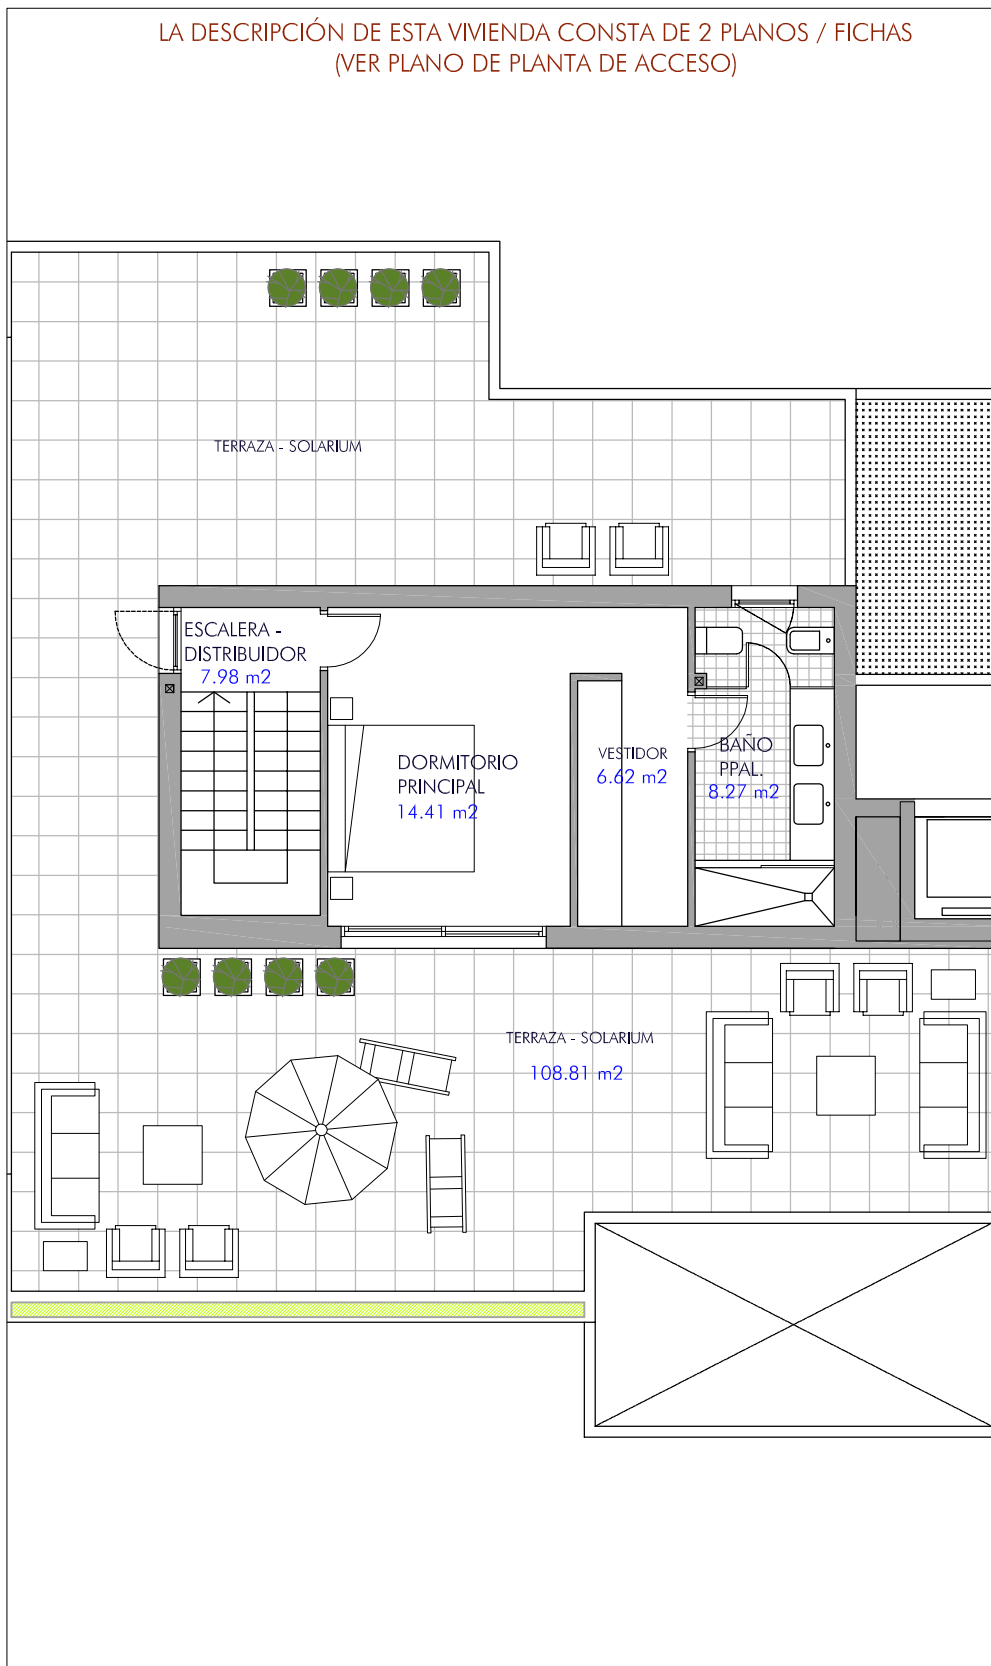 LA DESCRIPCIÓN DE ESTA VIVIENDA CONSTA DE 2 PLANOS / FICHAS
(VER PLANO DE PLANTA DE ACCESO)
TERRAZA - SOLARIUM
ESCALERA -
DISTRIBUIDOR
7.98 m2
DORMITORIO
PRINCIPAL
14.41 m2
VESTIDOR
6.62 m2
BAÑO
PPAL.
8.27 m2
TERRAZA - SOLARIUM
108.81 m2